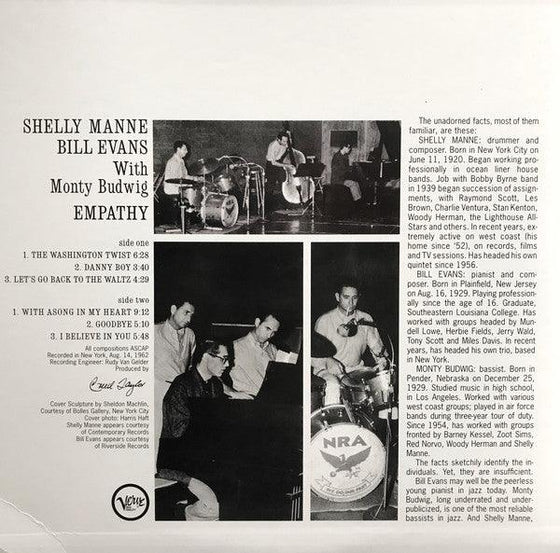 SHELLY MANNE
BILL EVANS
With
Monty Budwig
EMPATHY
side one
1. THE WASHINGTON TWIST 6:28
2. DANNY BOY 3:40
3. LET'S GO BACK TO THE WALTZ 4:29
side two
1. WITH ASONG IN MY HEART 9:12
2. GOODBYE 5:10
3. I BELIEVE IN YOU 5:48
All compositions ASCAP
Recorded in New York, Aug. 14, 1962
Recording Engineer: Rudy Van Gelder
Produced by
Creed Taylor
Cover Sculpture by Sheldon Machlin,
Courtesy of Bolles Gallery, New York City
Cover photo: Harris Haft
Shelly Manne appears courtesy
of Contemporary Records
Bill Evans appears courtesy
of Riverside Records
VERVE
NRA
WE DO OUR PART
The unadorned facts, most of them
familiar, are these:
SHELLY MANNE: drummer and
composer. Born in New York City on
June 11, 1920. Began working pro-
fessionally in ocean liner house
bands. Job with Bobby Byrne band
in 1939 began succession of assign-
ments, with Raymond Scott, Les
Brown, Charlie Ventura, Stan Kenton,
Woody Herman, the Lighthouse All-
Stars and others. In recent years, ex-
tremely active on west coast (his
home since '52), on records, films
and TV sessions. Has headed his own
quintet since 1956.
BILL EVANS: pianist and com-
poser. Born in Plainfield, New Jersey
on Aug. 16, 1929. Playing profession-
ally since the age of 16. Graduate,
Southeastern Louisiana College. Has
worked with groups headed by Mun-
dell Lowe, Herbie Fields, Jerry Wald,
Tony Scott and Miles Davis. In recent
years, has headed his own trio, based
in New York.
MONTY BUDWIG: bassist. Born in
Pender, Nebraska on December 25,
1929. Studied music in high school,
in Los Angeles. Worked with various
west coast groups; played in air force
bands during three-year tour of duty.
Since 1954, has worked with groups
fronted by Barney Kessel, Zoot Sims,
Red Norvo, Woody Herman and Shelly
Manne.
The facts sketchily identify the in-
dividuals. Yet, they are insufficient.
Bill Evans may well be the peerless
young pianist in jazz today. Monty
Budwig, long underrated and under-
publicized, is one of the most reliable
bassists in jazz. And Shelly Manne,